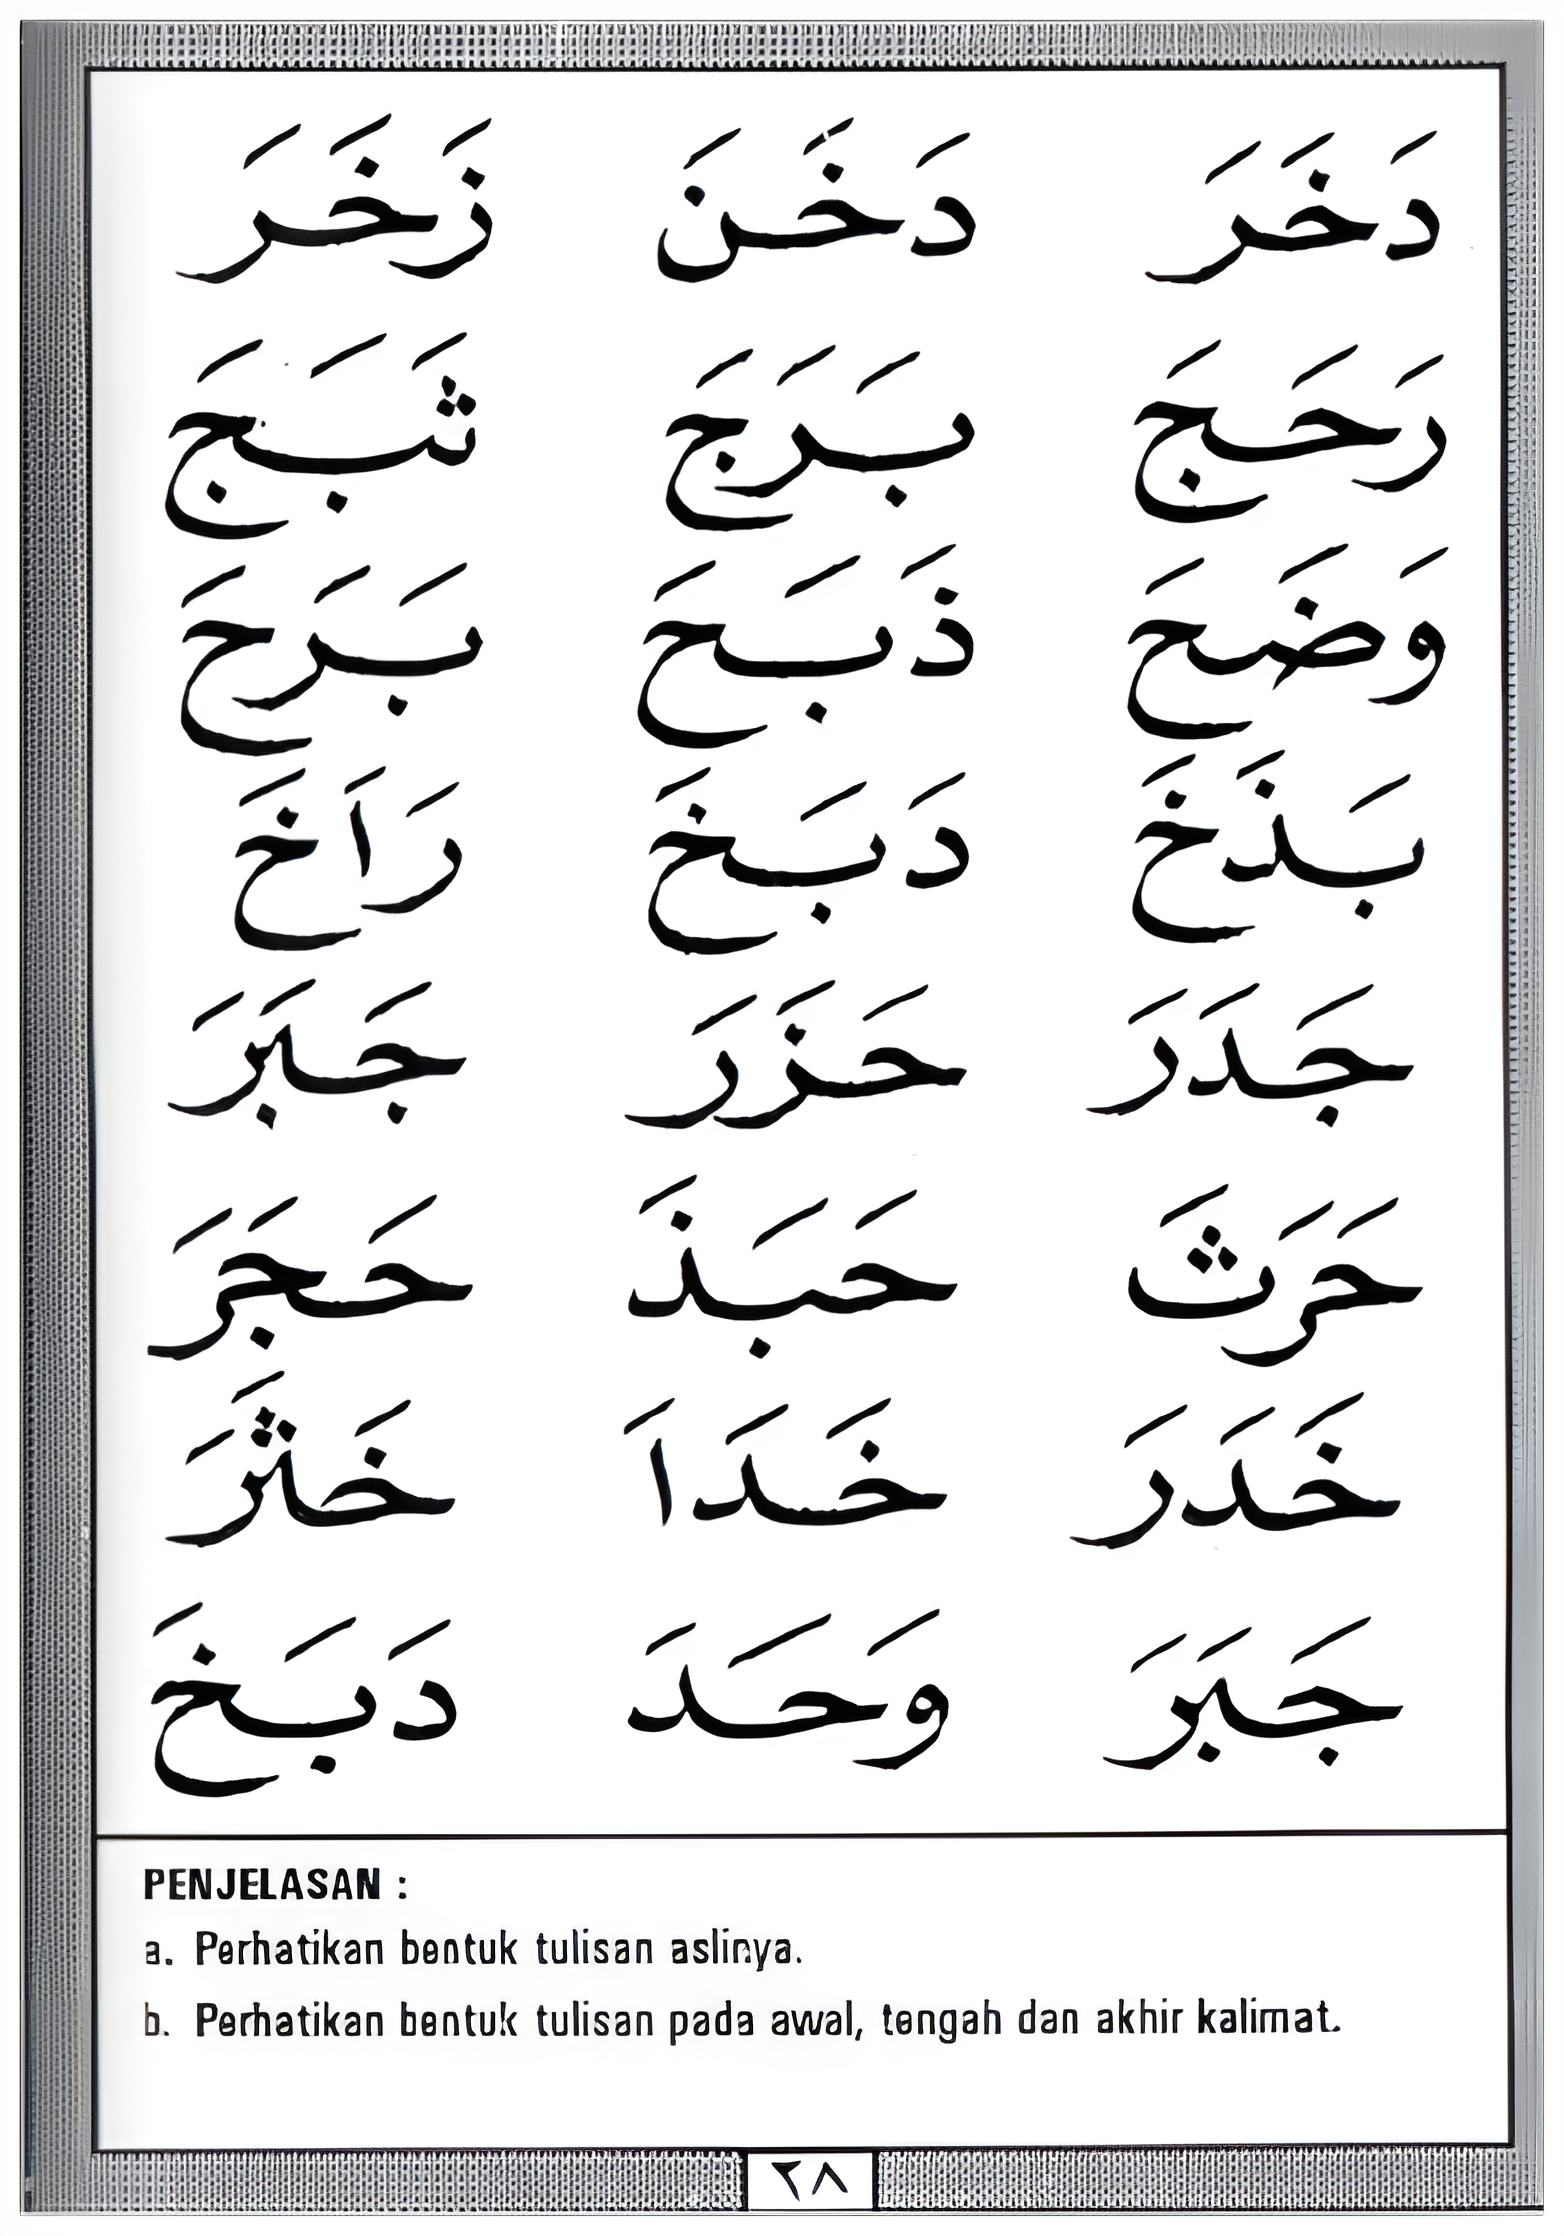 دَخَرَ دَخَنَ زَخَرَ
رَحَجَ بَرَجَ ثَبَجَ
وَضَحَ ذَبَحَ بَرَحَ
بَذَخَ دَبَخَ رَاَخَ
جَدَرَ حَزَرَ جَبَرَ
حَرَثَ حَبَذَ حَجَرَ
خَدَرَ خَدَاَ خَثَرَ
جَبَرَ وَحَدَ دَبَخَ
PENJELASAN :
a. Perhatikan bentuk tulisan aslinya.
b. Perhatikan bentuk tulisan pada awal, tengah dan akhir kalimat.
٢٨